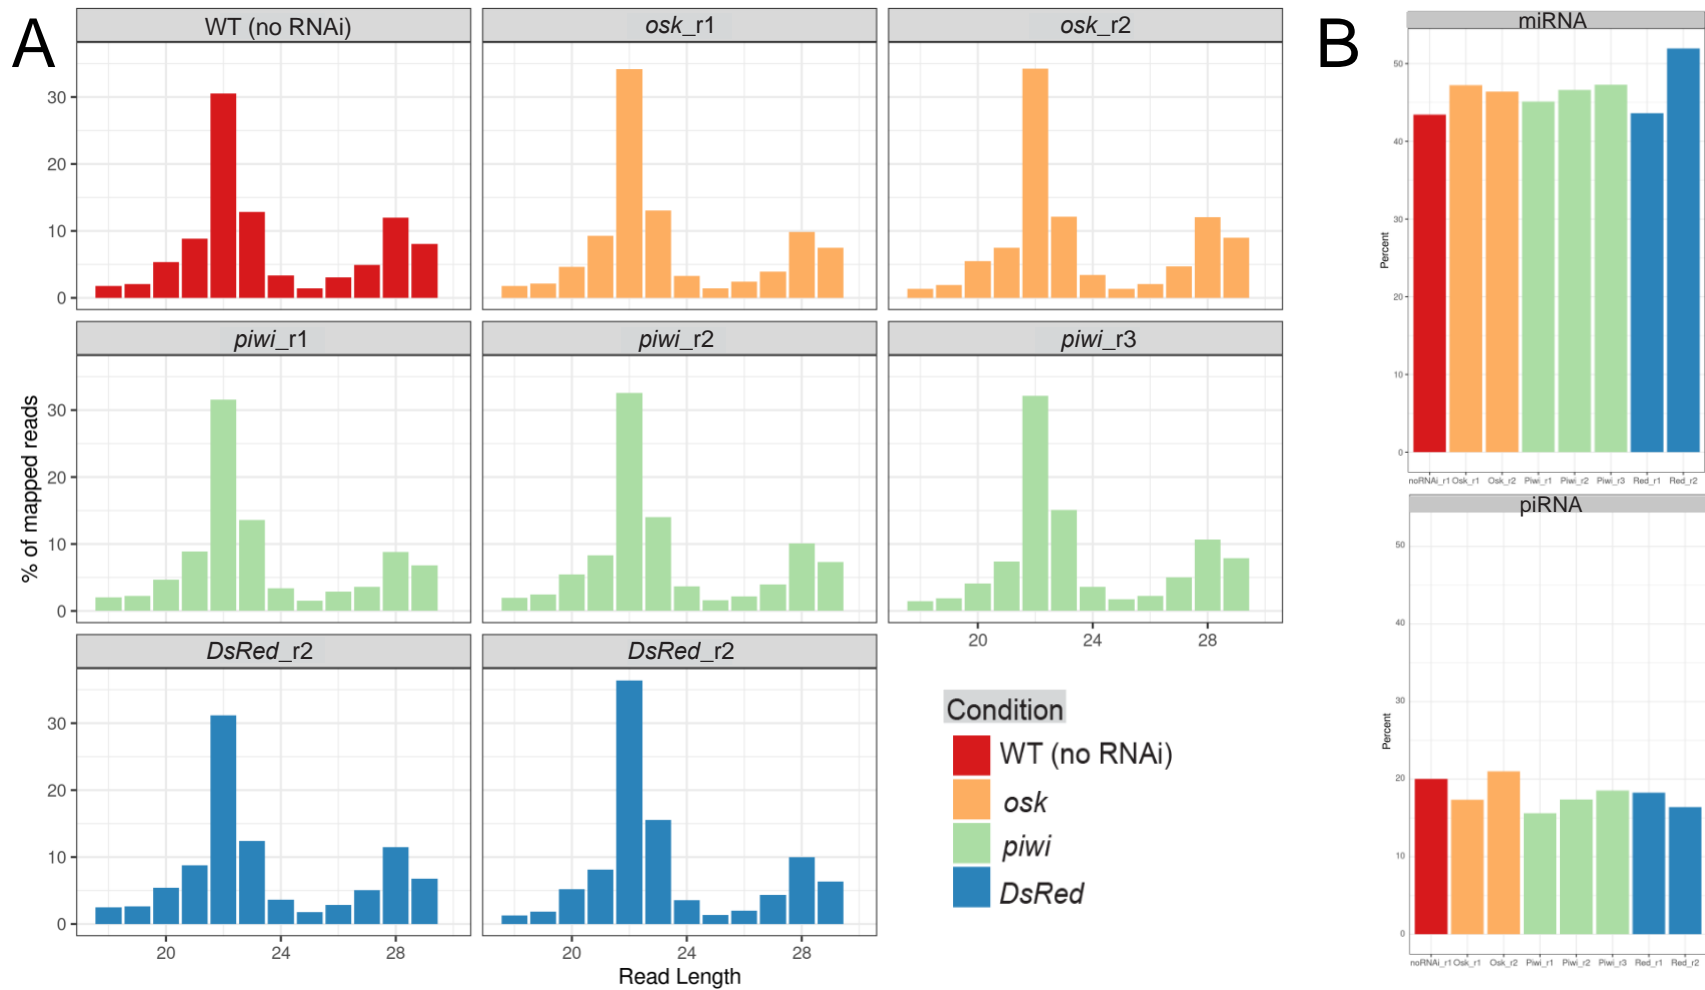 A
WT (no RNAi)
osk_r1
osk_r2
30
20
10
0
piwi_r1
piwi_r2
piwi_r3
% of mapped reads
30
20
10
0
20
24
28
DsRed_r2
DsRed_r2
30
20
10
0
20
24
28
20
24
28
Read Length
Condition
WT (no RNAi)
osk
piwi
DsRed
B
miRNA
Percent
50
40
30
20
10
0
noRNAi_r1 Osk_r1 Osk_r2 Piwi_r1 Piwi_r2 Piwi_r3 Red_r1 Red_r2
piRNA
Percent
50
40
30
20
10
0
noRNAi_r1 Osk_r1 Osk_r2 Piwi_r1 Piwi_r2 Piwi_r3 Red_r1 Red_r2